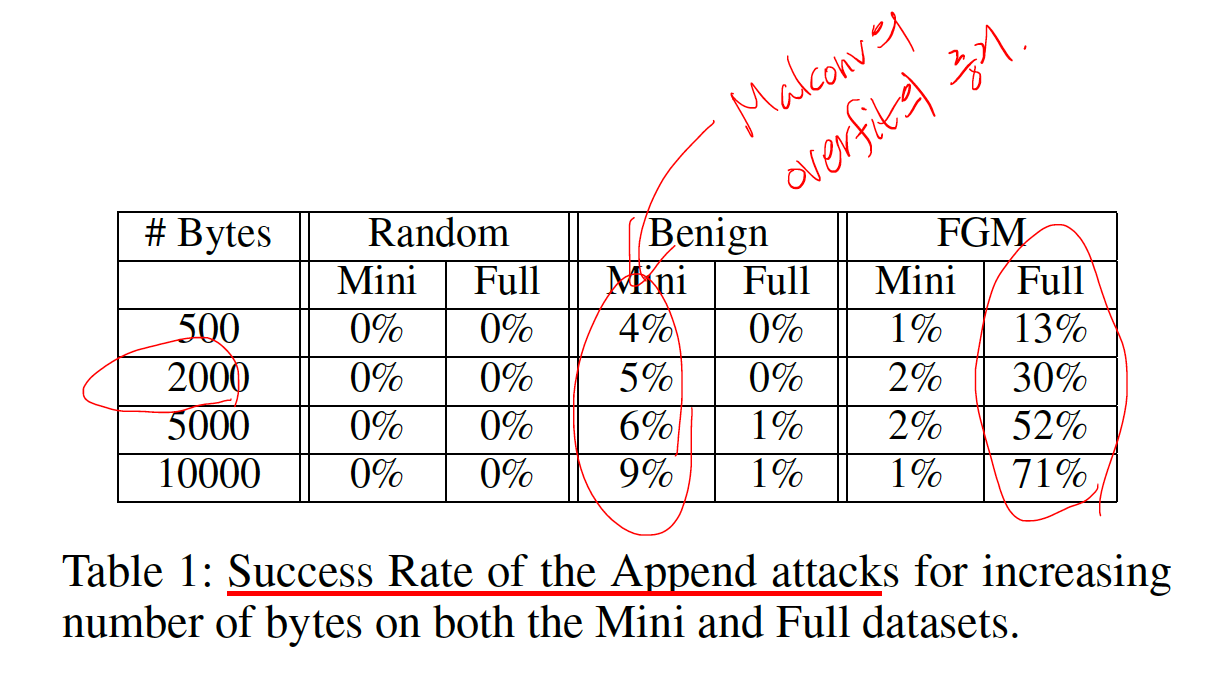 Malconv의
overfit의
# Bytes Random Benign FGM
Mini Full Mini Full Mini Full
500 0% 0% 4% 0% 1% 13%
2000 0% 0% 5% 0% 2% 30%
5000 0% 0% 6% 1% 2% 52%
10000 0% 0% 9% 1% 1% 71%
Table 1: Success Rate of the Append attacks for increasing
number of bytes on both the Mini and Full datasets.